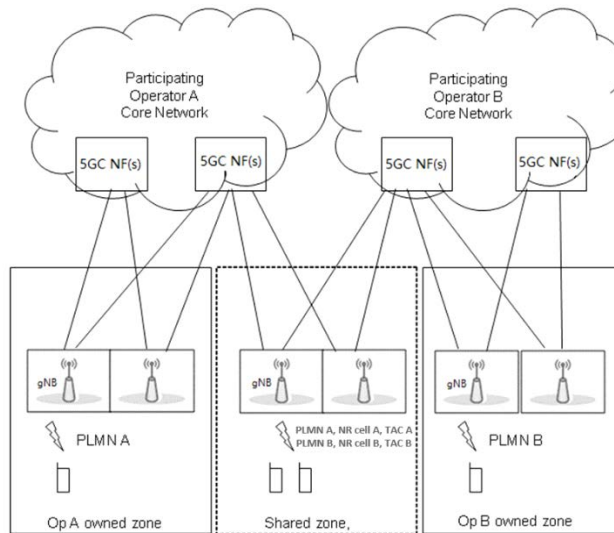 Participating
Operator A
Core Network
Participating
Operator B
Core Network
5GC NF(s)
5GC NF(s)
5GC NF(s)
5GC NF(s)
gNB
gNB
PLMN A
PLMN A, NR cell A, TAC A
PLMN B, NR cell B, TAC B
PLMN B
Op A owned zone
Shared zone,
Op B owned zone